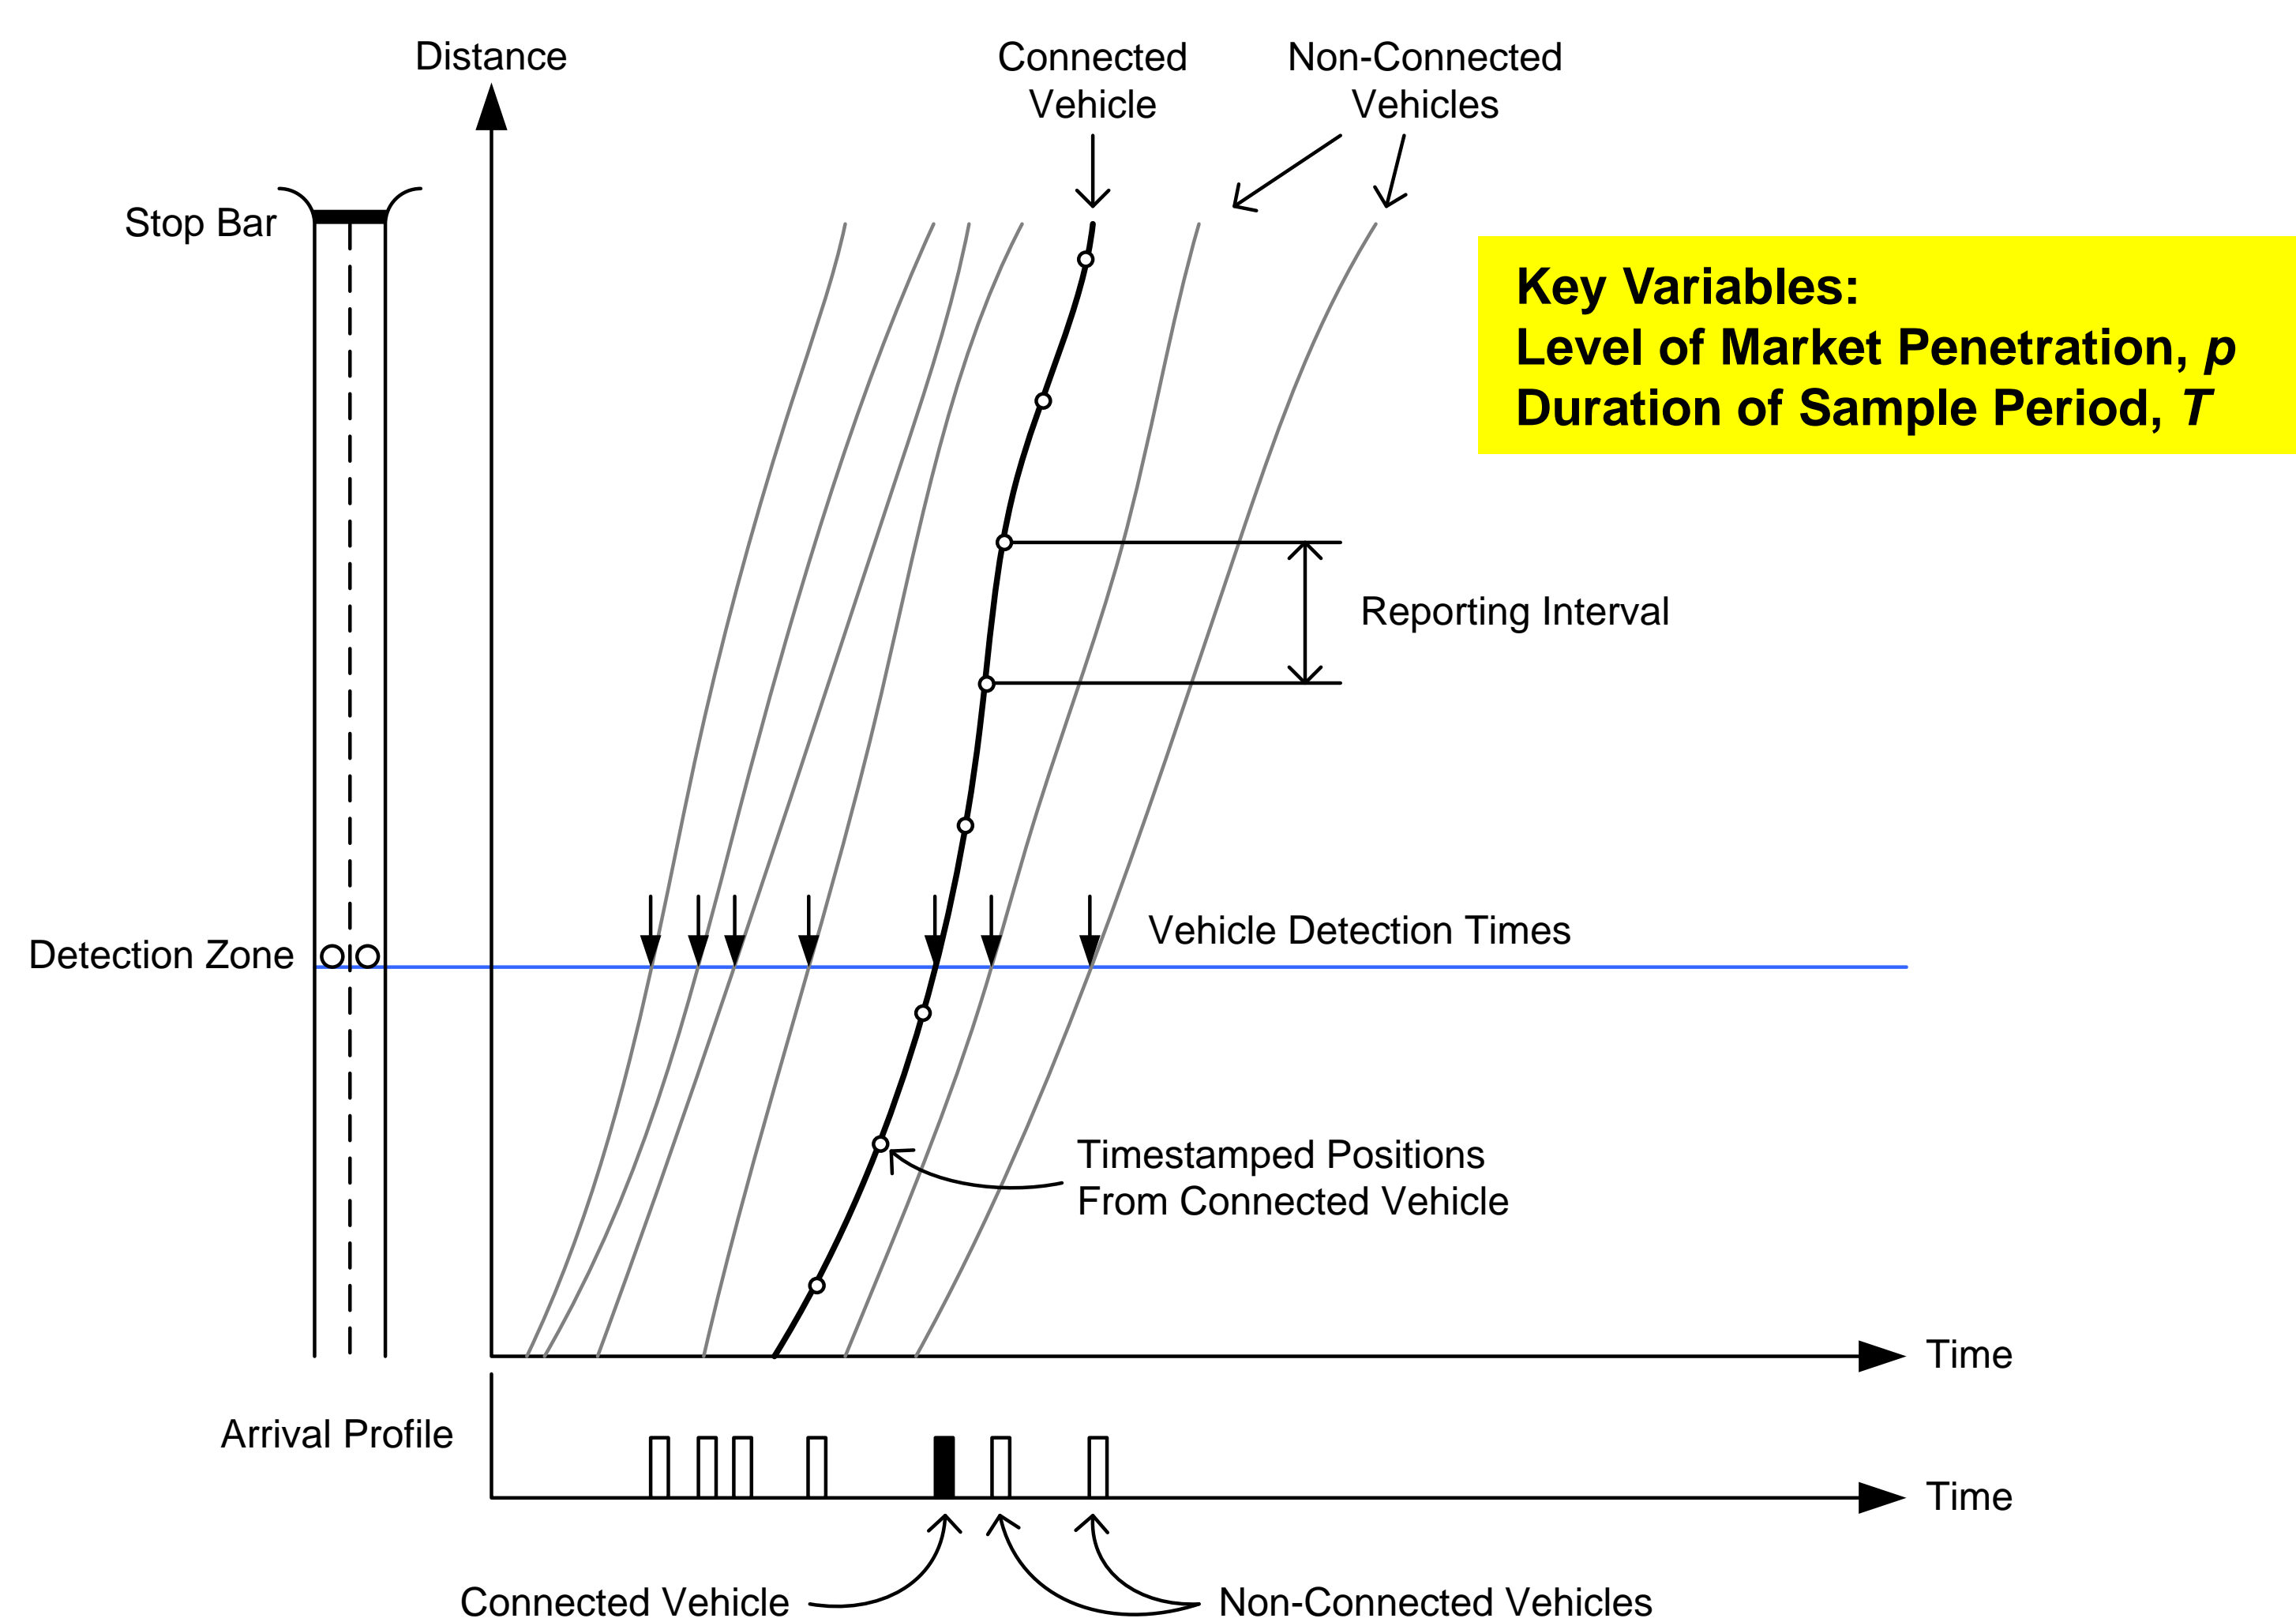 Distance
Connected
Vehicle
Non-Connected
Vehicles
Stop Bar
Key Variables:
Level of Market Penetration, p
Duration of Sample Period, T
Reporting Interval
Vehicle Detection Times
Detection Zone
Timestamped Positions
From Connected Vehicle
Time
Arrival Profile
Time
Connected Vehicle
Non-Connected Vehicles